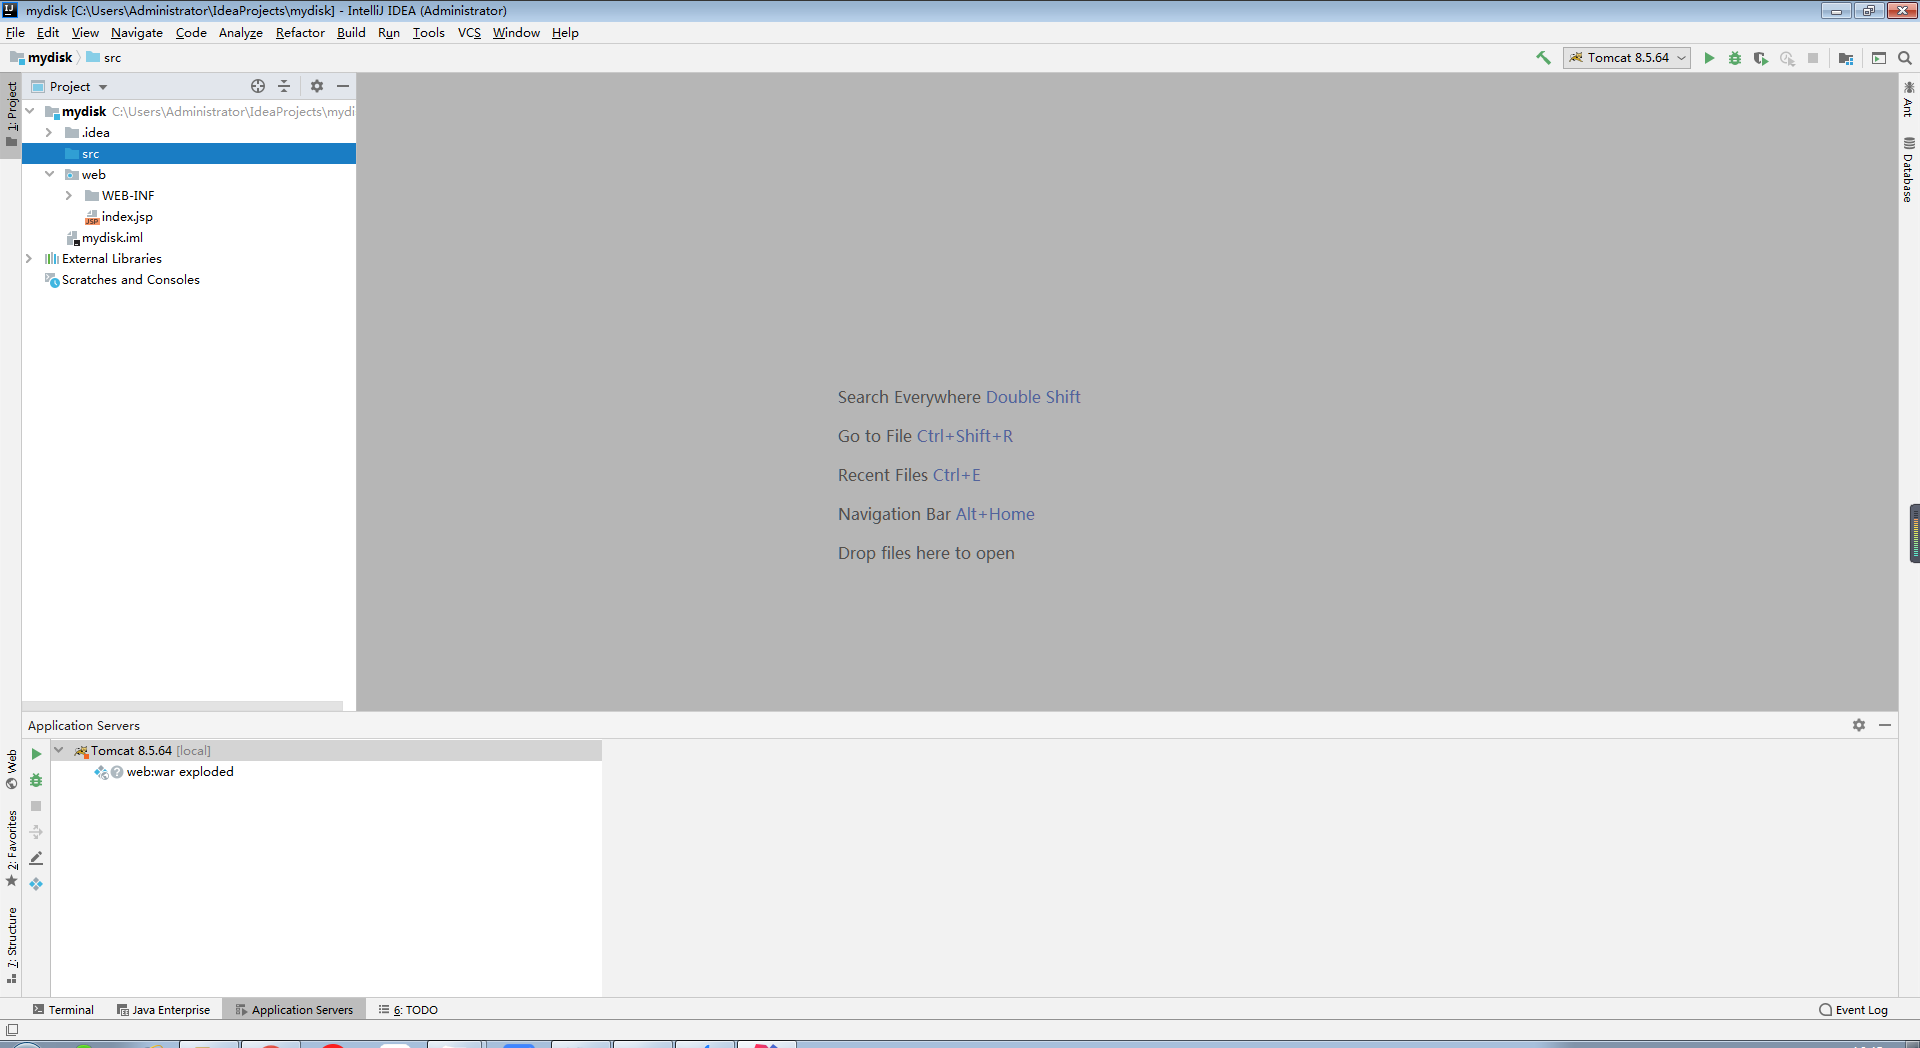 mydisk [C:\Users\Administrator\IdeaProjects\mydisk] - IntelliJ IDEA (Administrator)
File Edit View Navigate Code Analyze Refactor Build Run Tools VCS Window Help
mydisk src
Tomcat 8.5.64
1: Project
Project
mydisk C:\Users\Administrator\IdeaProjects\mydi
.idea
src
web
WEB-INF
index.jsp
JSP
mydisk.iml
External Libraries
Scratches and Consoles
Ant
Database
Search Everywhere Double Shift
Go to File Ctrl+Shift+R
Recent Files Ctrl+E
Navigation Bar Alt+Home
Drop files here to open
Application Servers
Tomcat 8.5.64 [local]
web:war exploded
Web
2: Favorites
7: Structure
Terminal
Java Enterprise
Application Servers
6: TODO
Event Log